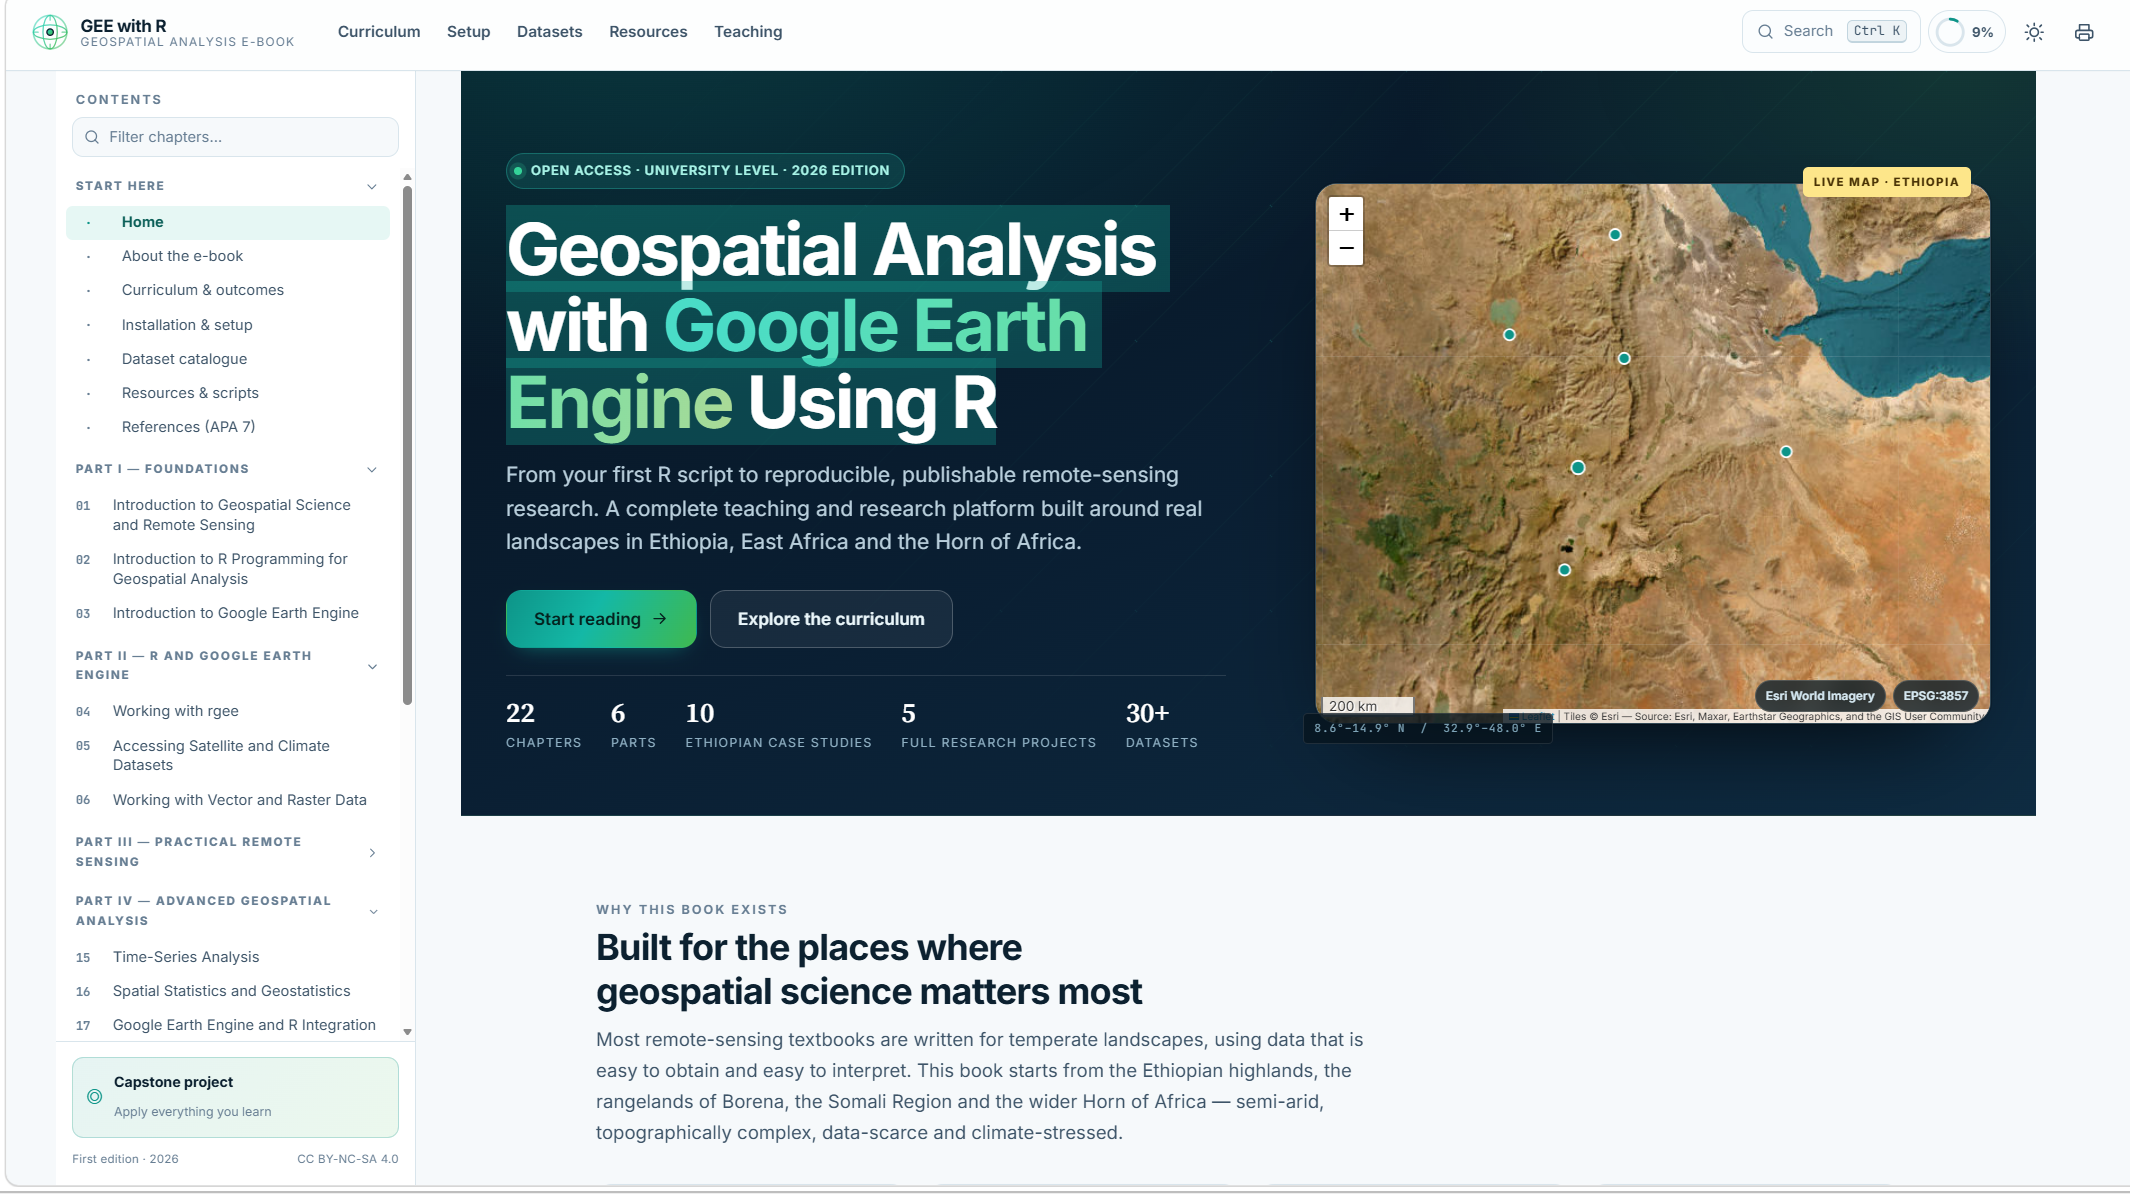 GEE with R
GEOSPATIAL ANALYSIS E-BOOK
Curriculum
Setup
Datasets
Resources
Teaching
Search
Ctrl K
9%
CONTENTS
Filter chapters...
START HERE
· Home
· About the e-book
· Curriculum & outcomes
· Installation & setup
· Dataset catalogue
· Resources & scripts
· References (APA 7)
PART I — FOUNDATIONS
01 Introduction to Geospatial Science
and Remote Sensing
02 Introduction to R Programming for
Geospatial Analysis
03 Introduction to Google Earth Engine
PART II — R AND GOOGLE EARTH
ENGINE
04 Working with rgee
05 Accessing Satellite and Climate
Datasets
06 Working with Vector and Raster Data
PART III — PRACTICAL REMOTE
SENSING
PART IV — ADVANCED GEOSPATIAL
ANALYSIS
15 Time-Series Analysis
16 Spatial Statistics and Geostatistics
17 Google Earth Engine and R Integration
Capstone project
Apply everything you learn
First edition · 2026
CC BY-NC-SA 4.0
OPEN ACCESS · UNIVERSITY LEVEL · 2026 EDITION
Geospatial Analysis
with Google Earth
Engine Using R
From your first R script to reproducible, publishable remote-sensing
research. A complete teaching and research platform built around real
landscapes in Ethiopia, East Africa and the Horn of Africa.
Start reading →
Explore the curriculum
22
CHAPTERS
6
PARTS
10
ETHIOPIAN CASE STUDIES
5
FULL RESEARCH PROJECTS
30+
DATASETS
LIVE MAP · ETHIOPIA
+
−
Esri World Imagery
EPSG:3857
200 km
Leaflet | Tiles © Esri — Source: Esri, Maxar, Earthstar Geographics, and the GIS User Community
8.6°–14.9° N / 32.9°–48.0° E
WHY THIS BOOK EXISTS
Built for the places where
geospatial science matters most
Most remote-sensing textbooks are written for temperate landscapes, using data that is
easy to obtain and easy to interpret. This book starts from the Ethiopian highlands, the
rangelands of Borena, the Somali Region and the wider Horn of Africa — semi-arid,
topographically complex, data-scarce and climate-stressed.